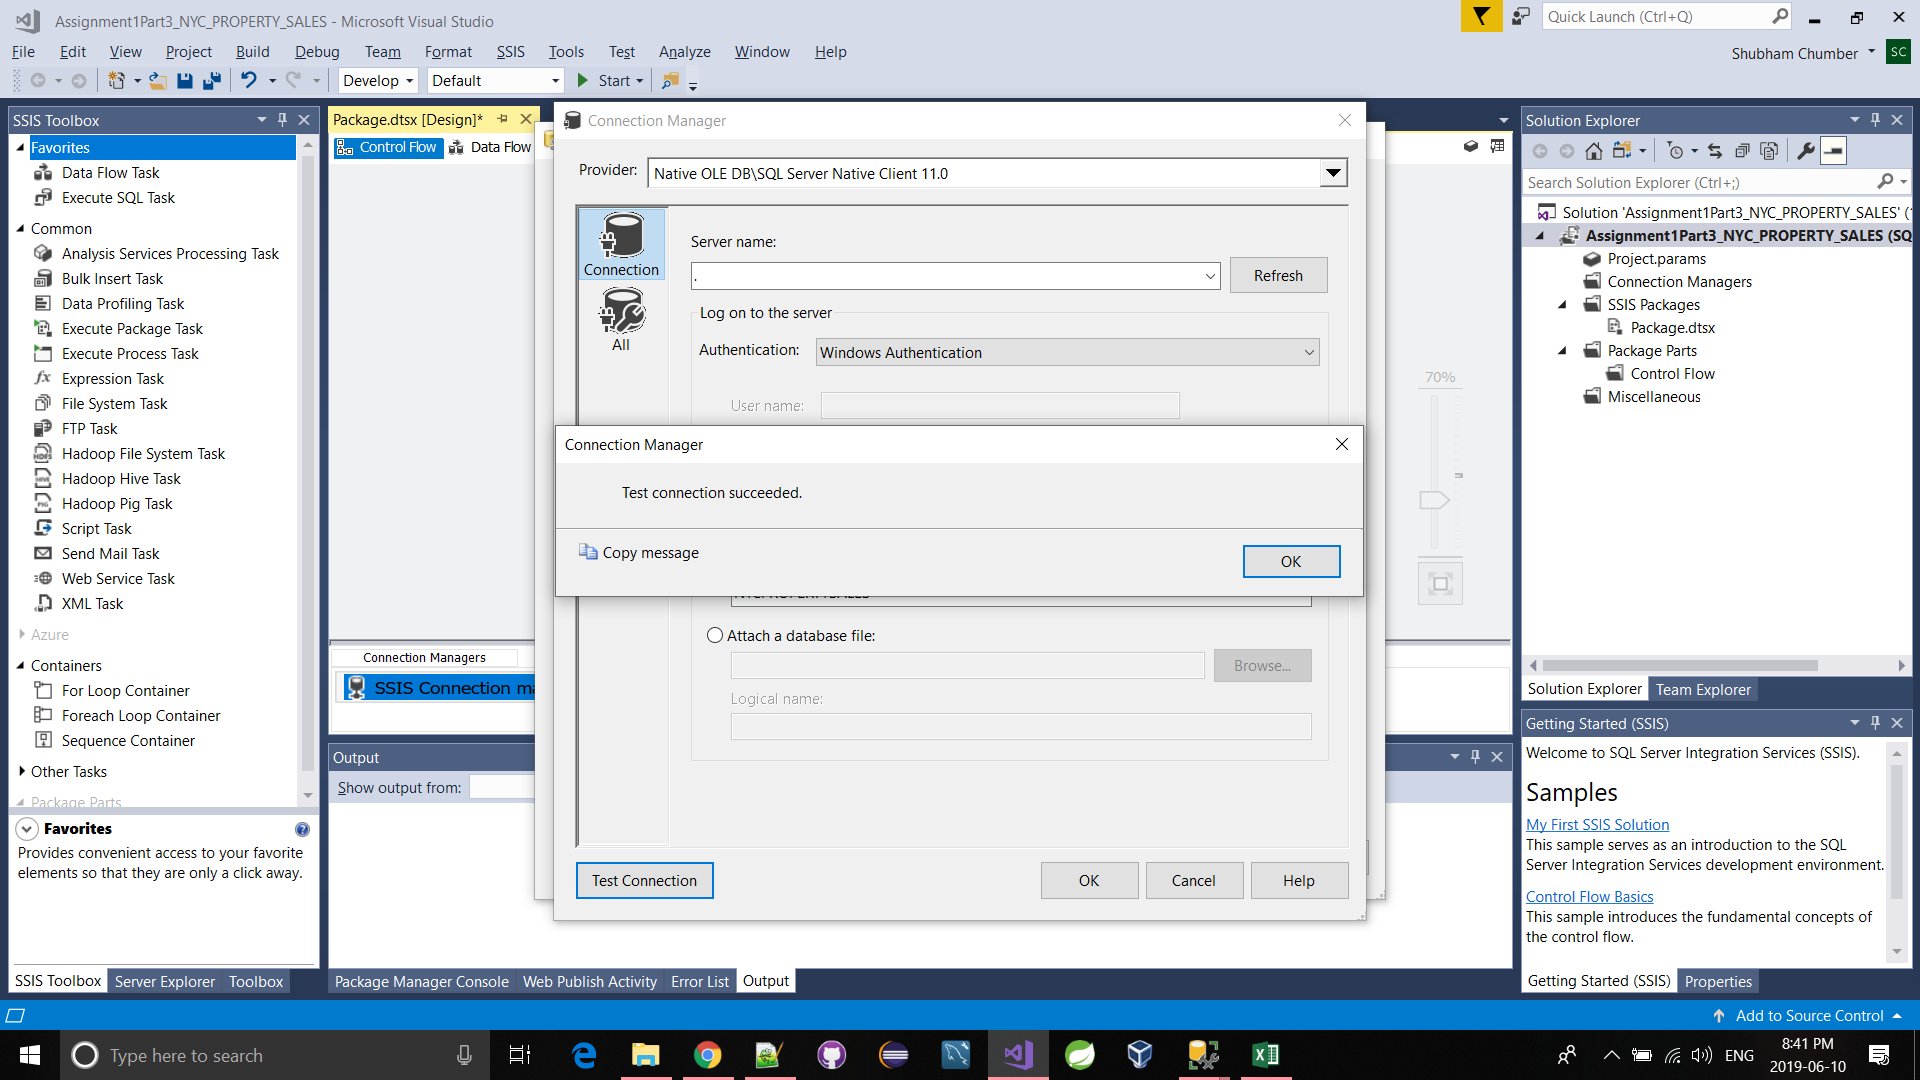 Assignment1Part3_NYC_PROPERTY_SALES - Microsoft Visual Studio
Quick Launch (Ctrl+Q)
File Edit View Project Build Debug Team Format SSIS Tools Test Analyze Window Help
Shubham Chumber SC
Develop Default Start
SSIS Toolbox
Favorites
Data Flow Task
Execute SQL Task
Common
Analysis Services Processing Task
Bulk Insert Task
Data Profiling Task
Execute Package Task
Execute Process Task
Expression Task
File System Task
FTP Task
Hadoop File System Task
Hadoop Hive Task
Hadoop Pig Task
Script Task
Send Mail Task
Web Service Task
XML Task
Azure
Containers
For Loop Container
Foreach Loop Container
Sequence Container
Other Tasks
Package Parts
Favorites
Provides convenient access to your favorite
elements so that they are only a click away.
SSIS Toolbox Server Explorer Toolbox
Package.dtsx [Design]*
Control Flow Data Flow
70%
Connection Managers
SSIS Connection ma
Output
Show output from:
Package Manager Console Web Publish Activity Error List Output
Connection Manager
Provider: Native OLE DB\SQL Server Native Client 11.0
Connection
All
Server name:
.
Refresh
Log on to the server
Authentication: Windows Authentication
User name:
Connection Manager
Test connection succeeded.
Copy message
OK
Attach a database file:
Browse...
Logical name:
Test Connection OK Cancel Help
Solution Explorer
Search Solution Explorer (Ctrl+;)
Solution 'Assignment1Part3_NYC_PROPERTY_SALES' (
Assignment1Part3_NYC_PROPERTY_SALES (SQ
Project.params
Connection Managers
SSIS Packages
Package.dtsx
Package Parts
Control Flow
Miscellaneous
Solution Explorer Team Explorer
Getting Started (SSIS)
Welcome to SQL Server Integration Services (SSIS).
Samples
My First SSIS Solution
This sample serves as an introduction to the SQL
Server Integration Services development environment.
Control Flow Basics
This sample introduces the fundamental concepts of
the control flow.
Getting Started (SSIS) Properties
Add to Source Control
Type here to search
ENG
8:41 PM
2019-06-10